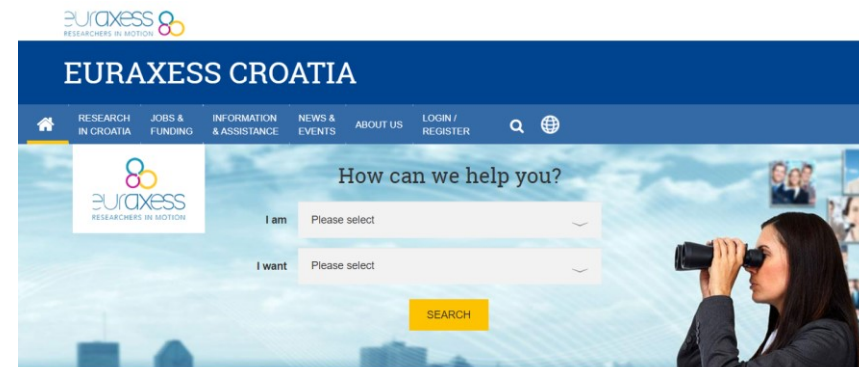 euraxess
RESEARCHERS IN MOTION
EURAXESS CROATIA
RESEARCH
IN CROATIA
JOBS &
FUNDING
INFORMATION
& ASSISTANCE
NEWS &
EVENTS
ABOUT US
LOGIN /
REGISTER
How can we help you?
euraxess
RESEARCHERS IN MOTION
I am
Please select
I want
Please select
SEARCH